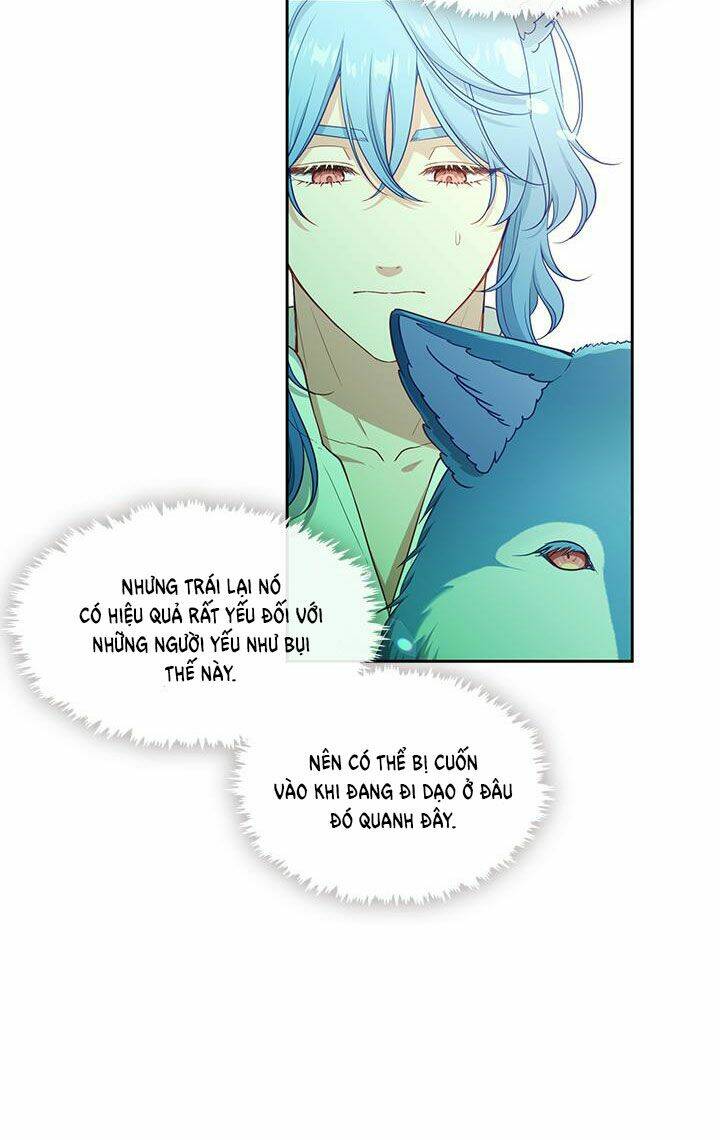 NHƯNG TRÁI LẠI NÓ
CÓ HIỆU QUẢ RẤT YẾU ĐỐI VỚI
NHỮNG NGƯỜI YẾU NHƯ BỤI
THẾ NÀY.
NÊN CÓ THỂ BỊ CUỐN
VÀO KHI ĐANG ĐI DẠO Ở ĐÂU
ĐÓ QUANH ĐÂY.